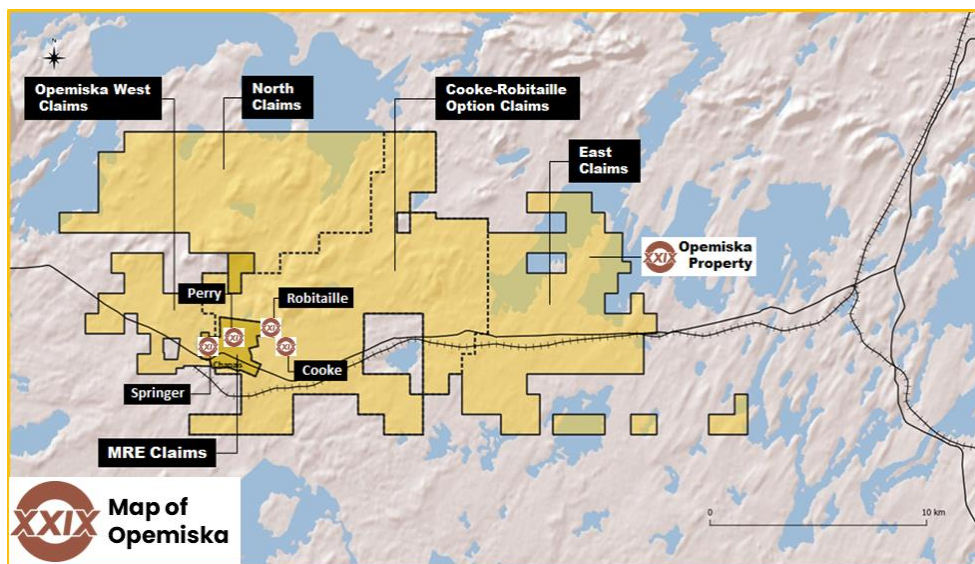 N
Opemiska West
Claims
North
Claims
Cooke-Robitaille
Option Claims
East
Claims
XXIX
Opemiska
Property
Perry
Robitaille
XXIX
XXIX
XXIX
XXIX
Chapais
Cooke
Springer
MRE Claims
XXIX
Map of
Opemiska
0
10 km